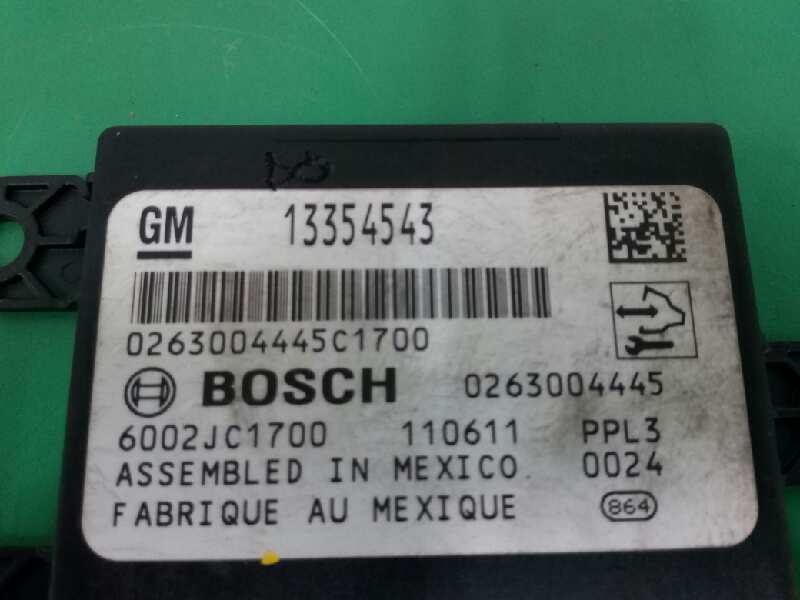 GM 13354543
0263004445C1700
BOSCH 0263004445
6002JC1700 110611 PPL3
ASSEMBLED IN MEXICO 0024
FABRIQUE AU MEXIQUE 864